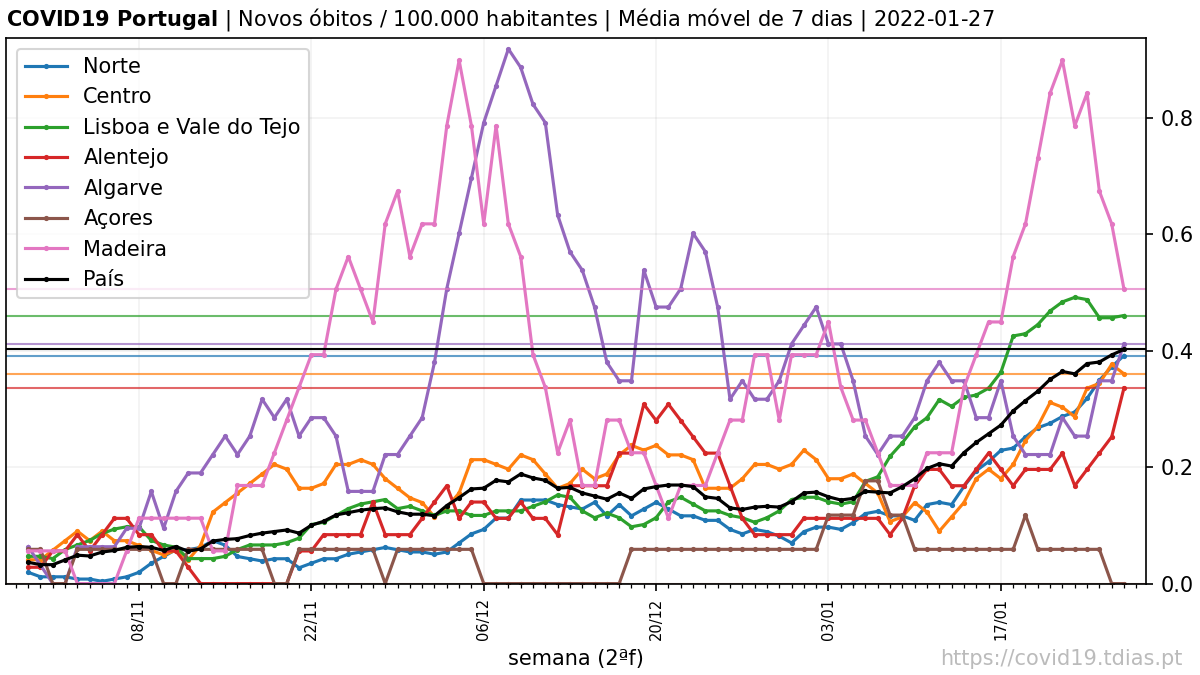 COVID19 Portugal | Novos óbitos / 100.000 habitantes | Média móvel de 7 dias | 2022-01-27
Norte
Centro
Lisboa e Vale do Tejo
Alentejo
Algarve
Açores
Madeira
País
0.8
0.6
0.4
0.2
0.0
08/11
22/11
06/12
20/12
03/01
17/01
semana (2ªf)
https://covid19.tdias.pt